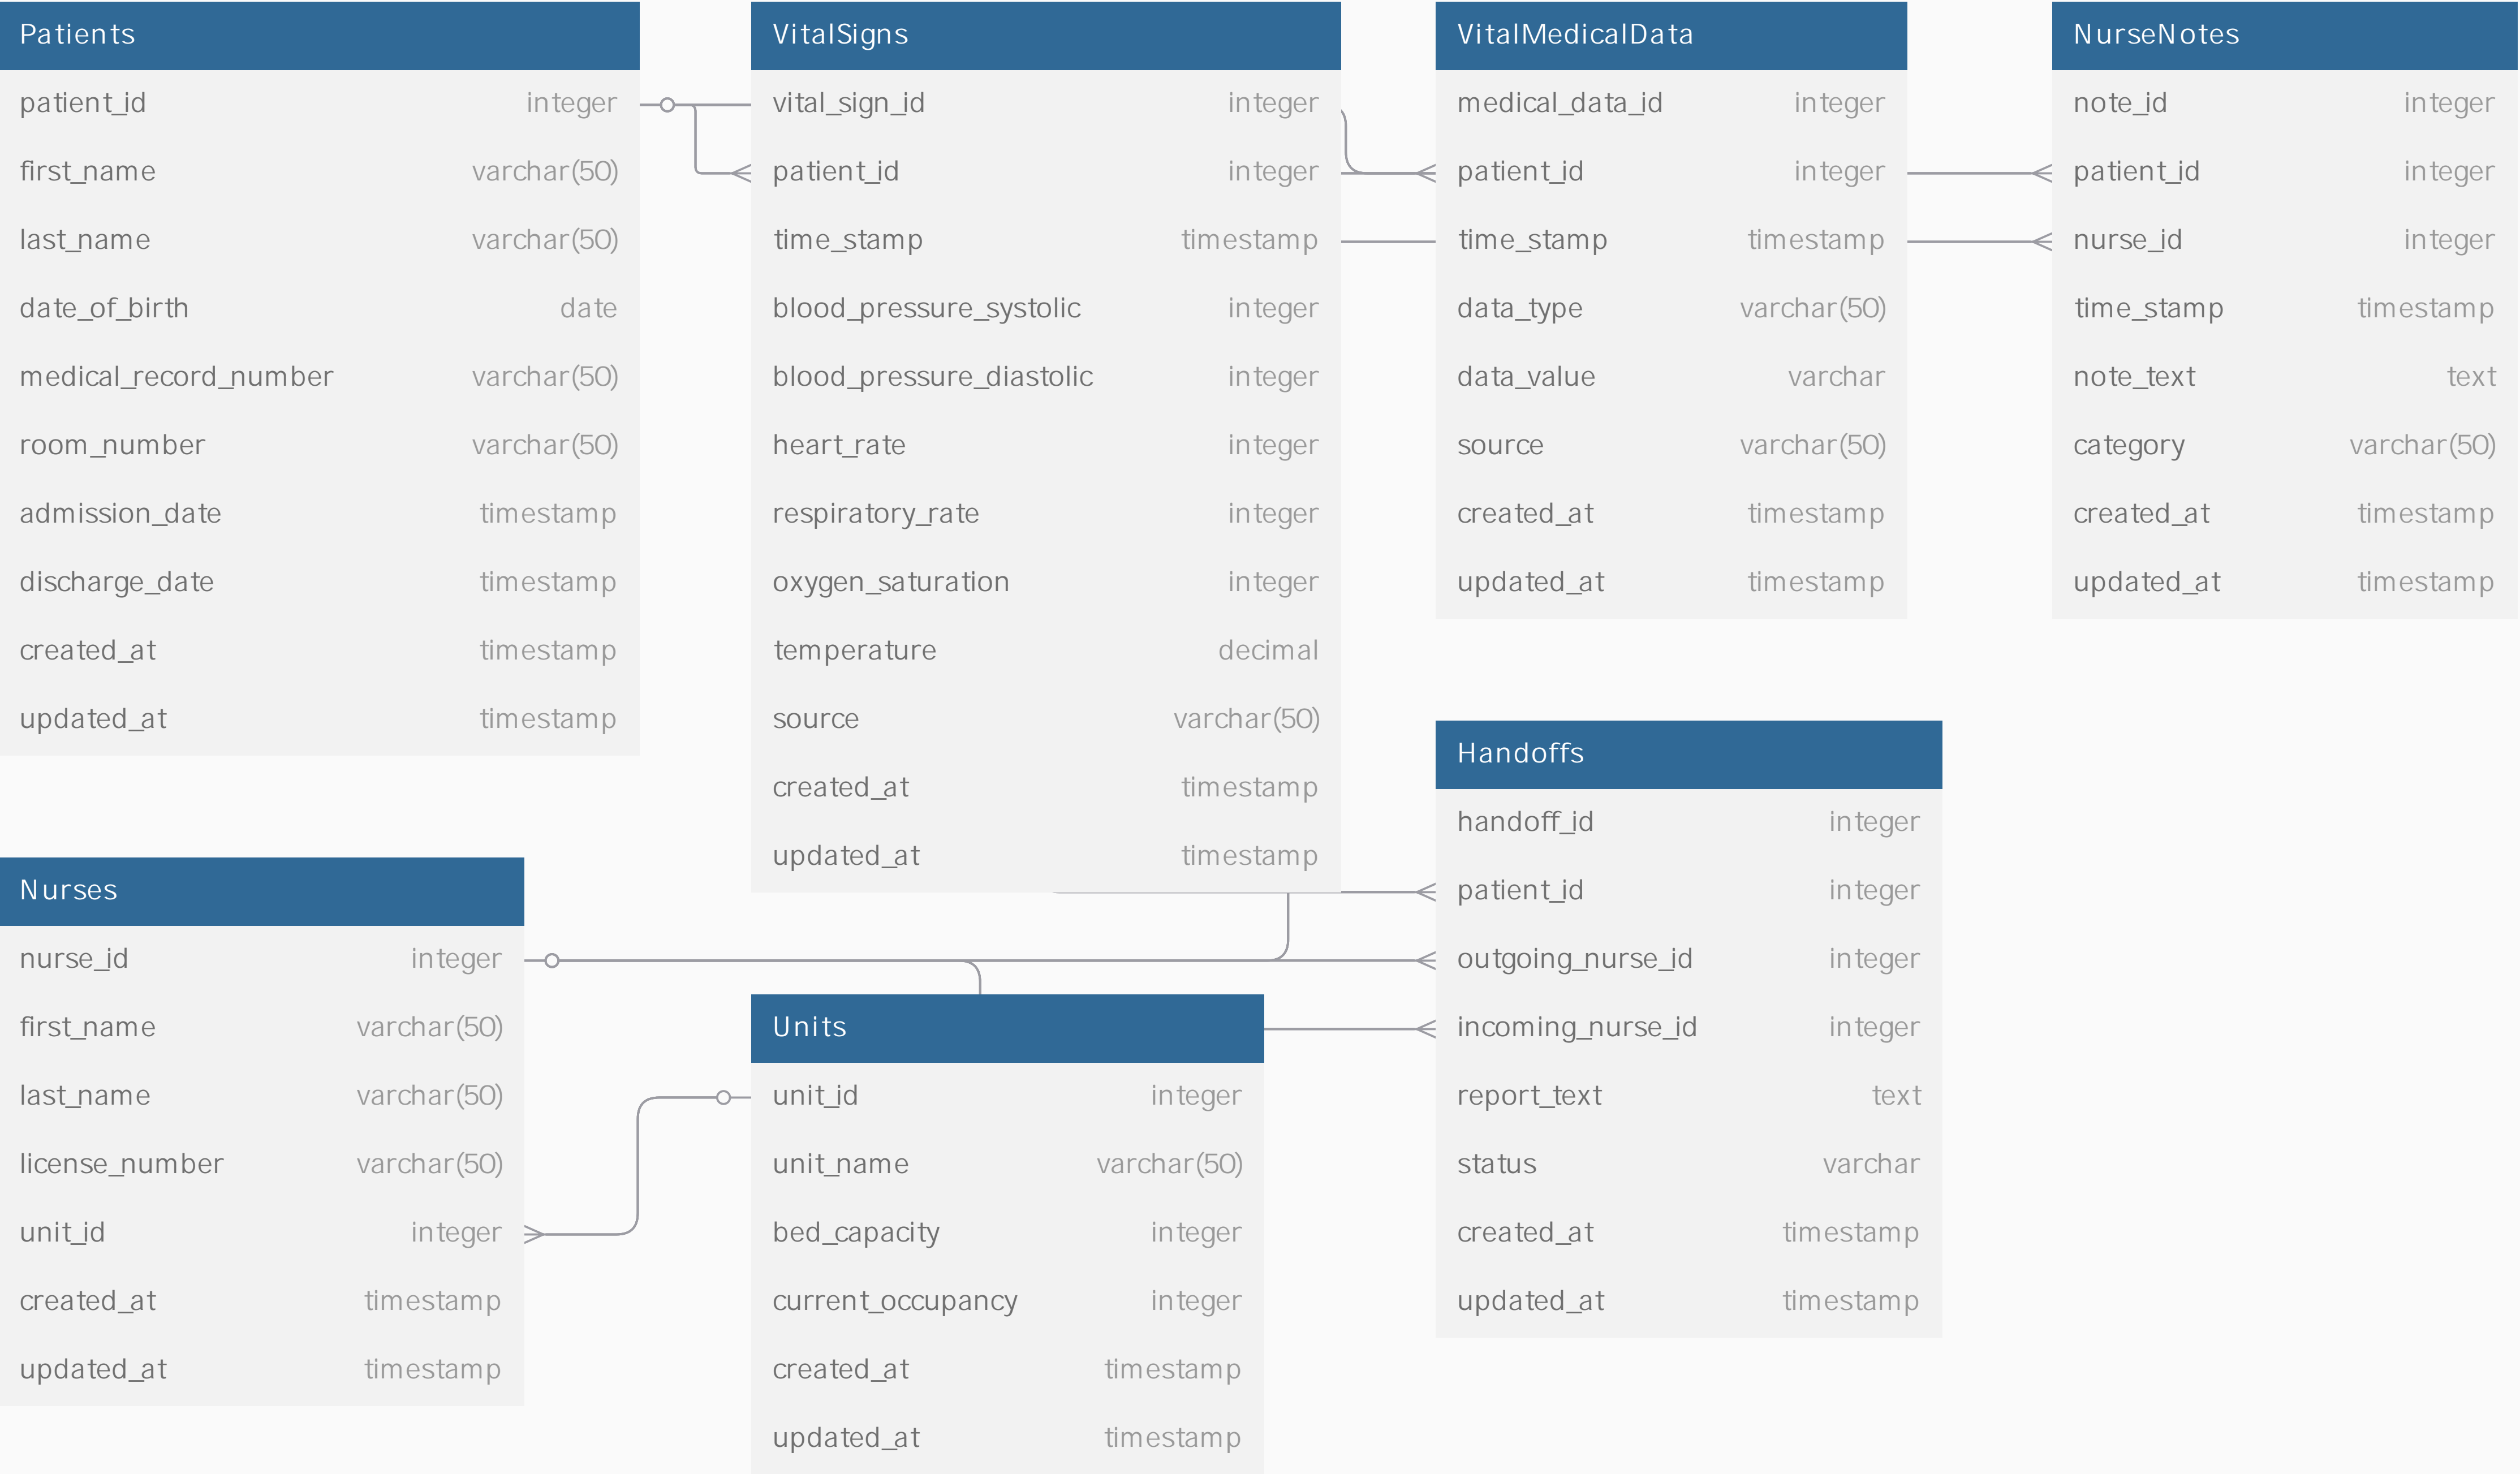 Patients
patient_id integer
first_name varchar(50)
last_name varchar(50)
date_of_birth date
medical_record_number varchar(50)
room_number varchar(50)
admission_date timestamp
discharge_date timestamp
created_at timestamp
updated_at timestamp
VitalSigns
vital_sign_id integer
patient_id integer
time_stamp timestamp
blood_pressure_systolic integer
blood_pressure_diastolic integer
heart_rate integer
respiratory_rate integer
oxygen_saturation integer
temperature decimal
source varchar(50)
created_at timestamp
updated_at timestamp
VitalMedicalData
medical_data_id integer
patient_id integer
time_stamp timestamp
data_type varchar(50)
data_value varchar
source varchar(50)
created_at timestamp
updated_at timestamp
NurseNotes
note_id integer
patient_id integer
nurse_id integer
time_stamp timestamp
note_text text
category varchar(50)
created_at timestamp
updated_at timestamp
Nurses
nurse_id integer
first_name varchar(50)
last_name varchar(50)
license_number varchar(50)
unit_id integer
created_at timestamp
updated_at timestamp
Units
unit_id integer
unit_name varchar(50)
bed_capacity integer
current_occupancy integer
created_at timestamp
updated_at timestamp
Handoffs
handoff_id integer
patient_id integer
outgoing_nurse_id integer
incoming_nurse_id integer
report_text text
status varchar
created_at timestamp
updated_at timestamp